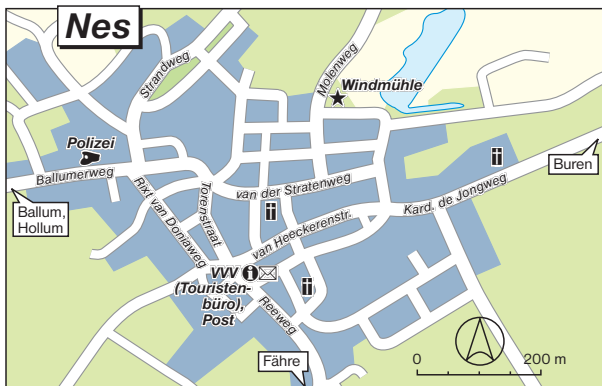 Nes
Strandweg
Molenweg
Windmühle
Polizei
Ballumerweg
Buren
Ballum,
Hollum
Rixt van Doniaweg
Torenstraat
van der Stratenweg
Kard. de Jongweg
van Heeckerenstr.
VVV
(Touristen-
büro),
Post
Reeweg
Fähre
0
200 m